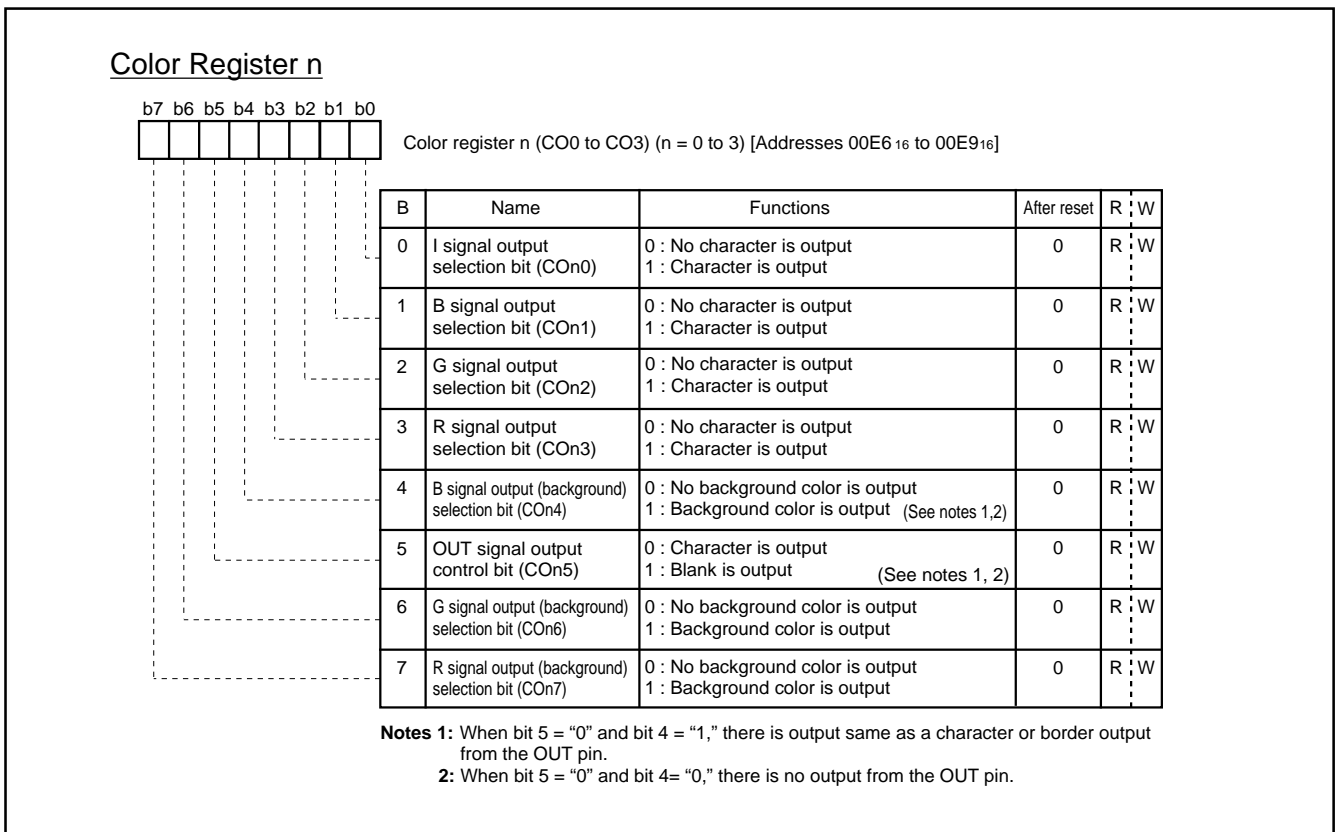 Color Register n
b7 b6 b5 b4 b3 b2 b1 b0
Color register n (CO0 to CO3) (n = 0 to 3) [Addresses 00E6 16 to 00E916]
B Name Functions After reset R W
0 I signal output selection bit (COn0) 0 : No character is output 1 : Character is output 0 R W
1 B signal output selection bit (COn1) 0 : No character is output 1 : Character is output 0 R W
2 G signal output selection bit (COn2) 0 : No character is output 1 : Character is output 0 R W
3 R signal output selection bit (COn3) 0 : No character is output 1 : Character is output 0 R W
4 B signal output (background) selection bit (COn4) 0 : No background color is output 1 : Background color is output (See notes 1,2) 0 R W
5 OUT signal output control bit (COn5) 0 : Character is output 1 : Blank is output (See notes 1, 2) 0 R W
6 G signal output (background) selection bit (COn6) 0 : No background color is output 1 : Background color is output 0 R W
7 R signal output (background) selection bit (COn7) 0 : No background color is output 1 : Background color is output 0 R W
Notes 1: When bit 5 = “0” and bit 4 = “1,” there is output same as a character or border output
from the OUT pin.
2: When bit 5 = “0” and bit 4= “0,” there is no output from the OUT pin.